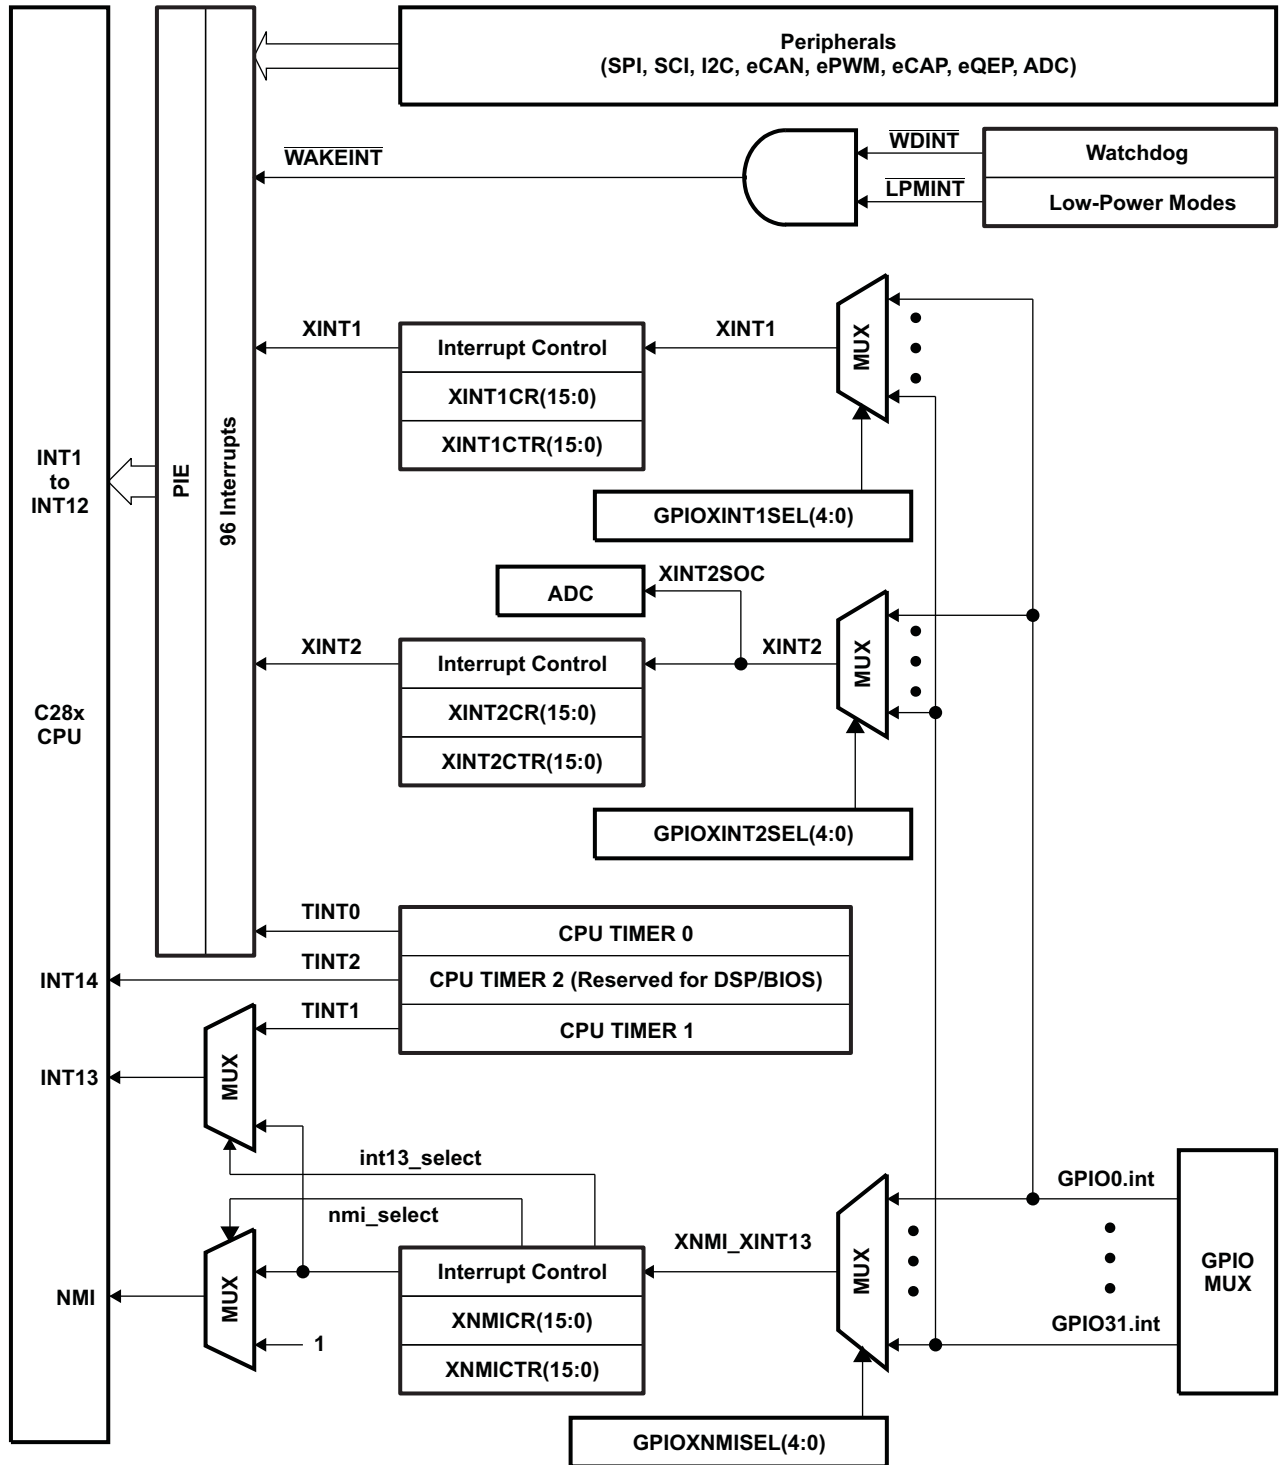 Peripherals
(SPI, SCI, I2C, eCAN, ePWM, eCAP, eQEP, ADC)
WDINT
Watchdog
WAKEINT
LPMINT
Low-Power Modes
XINT1
Interrupt Control
XINT1
MUX
XINT1CR(15:0)
XINT1CTR(15:0)
INT1
to
INT12
PIE
96 Interrupts
GPIOXINT1SEL(4:0)
ADC
XINT2SOC
XINT2
Interrupt Control
XINT2
MUX
XINT2CR(15:0)
XINT2CTR(15:0)
C28x
CPU
GPIOXINT2SEL(4:0)
TINT0
CPU TIMER 0
INT14
TINT2
CPU TIMER 2 (Reserved for DSP/BIOS)
TINT1
CPU TIMER 1
INT13
MUX
int13_select
nmi_select
GPIO0.int
XNMI_XINT13
MUX
NMI
MUX
Interrupt Control
XNMICR(15:0)
XNMICTR(15:0)
1
GPIO
MUX
GPIO31.int
GPIOXNMISEL(4:0)